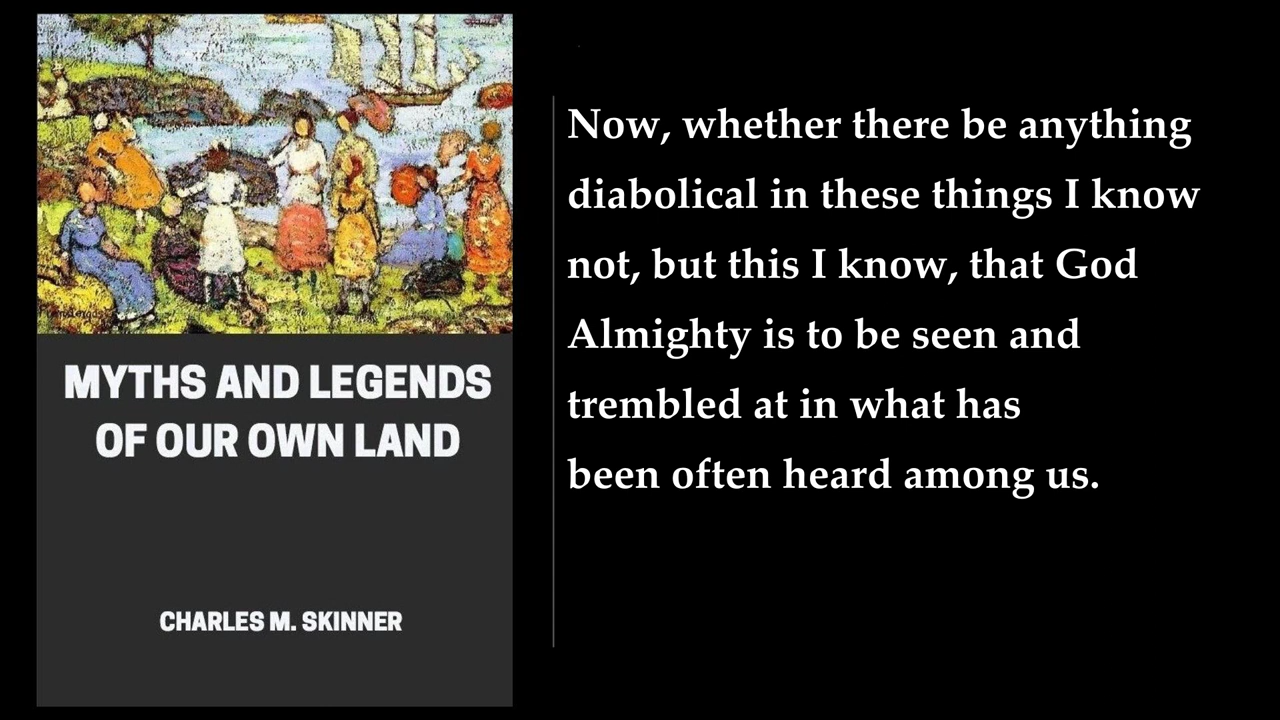 MYTHS AND LEGENDS
OF OUR OWN LAND
CHARLES M. SKINNER
Now, whether there be anything
diabolical in these things I know
not, but this I know, that God
Almighty is to be seen and
trembled at in what has
been often heard among us.